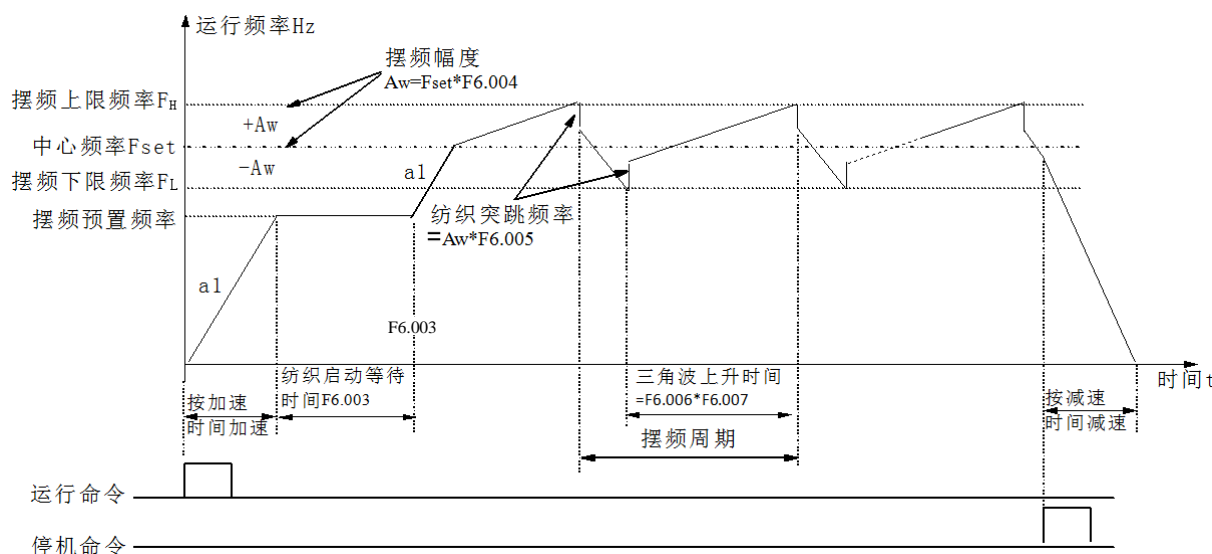 运行频率Hz
摆频幅度
Aw=Fset*F6.004
摆频上限频率FH
+Aw
中心频率Fset
-Aw
a1
摆频下限频率FL
摆频预置频率
纺织突跳频率
=Aw*F6.005
a1
F6.003
纺织启动等待
时间F6.003
三角波上升时间
=F6.006*F6.007
时间t
按加速
时间加速
按减速
时间减速
摆频周期
运行命令
停机命令